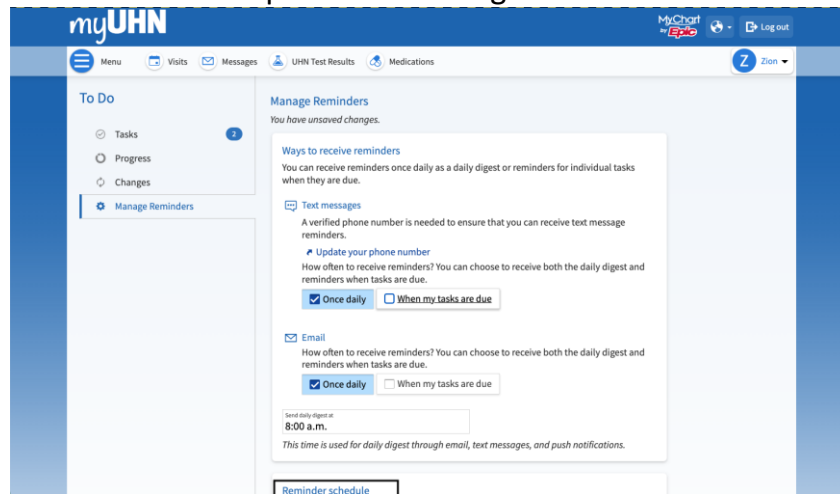 myUHN
MyChart
by Epic
Log out
Menu
Visits
Messages
UHN Test Results
Medications
Z
Zion
To Do
Tasks
2
Progress
Changes
Manage Reminders
Manage Reminders
You have unsaved changes.
Ways to receive reminders
You can receive reminders once daily as a daily digest or reminders for individual tasks
when they are due.
Text messages
A verified phone number is needed to ensure that you can receive text message
reminders.
Update your phone number
How often to receive reminders? You can choose to receive both the daily digest and
reminders when tasks are due.
Once daily
When my tasks are due
Email
How often to receive reminders? You can choose to receive both the daily digest and
reminders when tasks are due.
Once daily
When my tasks are due
Send daily digest at
8:00 a.m.
This time is used for daily digest through email, text messages, and push notifications.
Reminder schedule